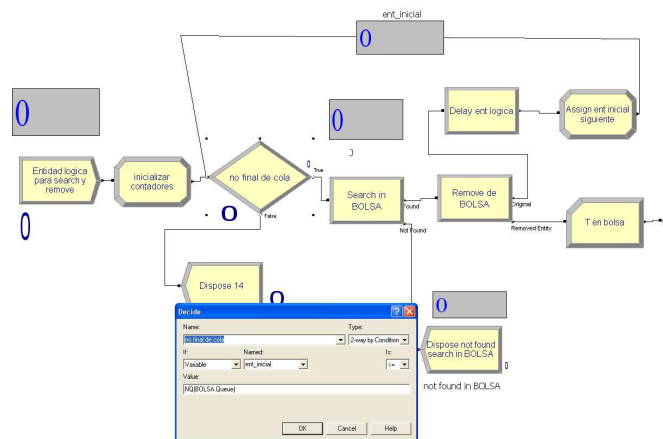 ent_inicial
0
0
0
Delay ent logica
Assign ent inicial
siguiente
Entidad logica
para search y
remove
inicializar
contadores
no final de cola
0
True
Search in
BOLSA
Found
Not Found
Remove de
BOLSA
Original
Removed Entity
T en bolsa
0
0
False
Dispose 14
0
0
Dispose not found
search in BOLSA
0
not found in BOLSA
Decide
Name:
Type:
no final de cola
2-way by Condition
If:
Named:
Is:
Variable
ent_inicial
<=
Value:
NQ(BOLSA.Queue)
OK
Cancel
Help